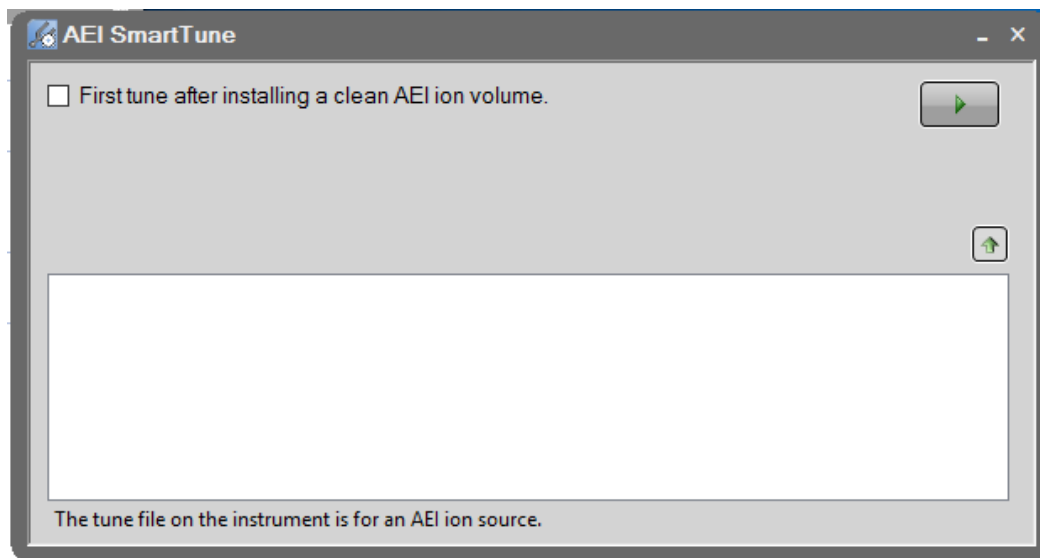 AEI SmartTune
First tune after installing a clean AEI ion volume.
The tune file on the instrument is for an AEI ion source.